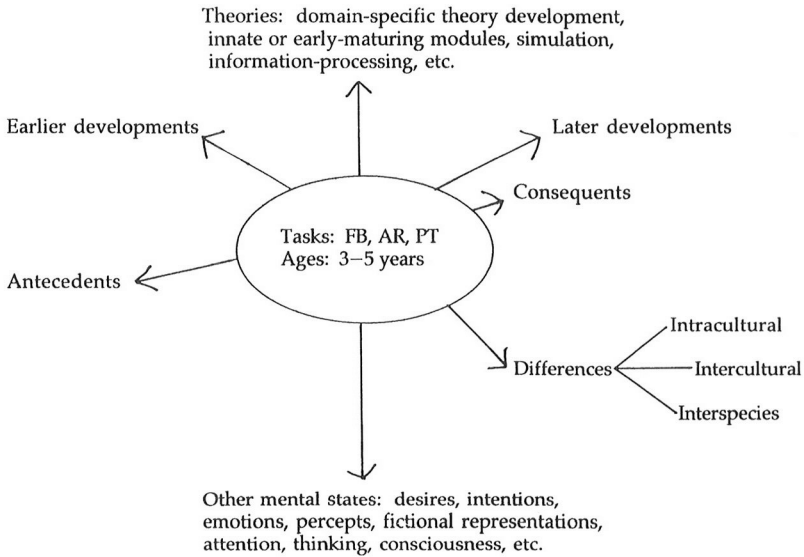 Theories: domain-specific theory development,
innate or early-maturing modules, simulation,
information-processing, etc.
Earlier developments
Later developments
Consequents
Tasks: FB, AR, PT
Ages: 3–5 years
Antecedents
Intracultural
Differences
Intercultural
Interspecies
Other mental states: desires, intentions,
emotions, percepts, fictional representations,
attention, thinking, consciousness, etc.